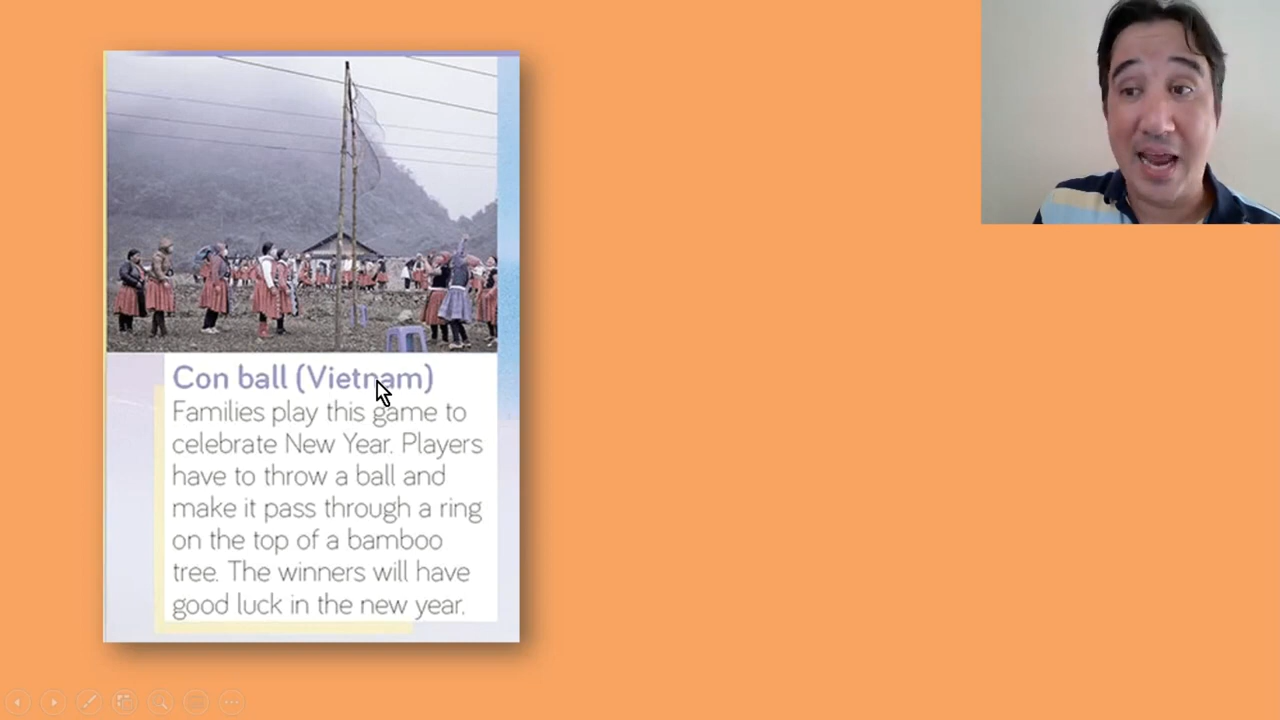 Con ball (Vietnam)
Families play this game to
celebrate New Year. Players
have to throw a ball and
make it pass through a ring
on the top of a bamboo
tree. The winners will have
good luck in the new year.